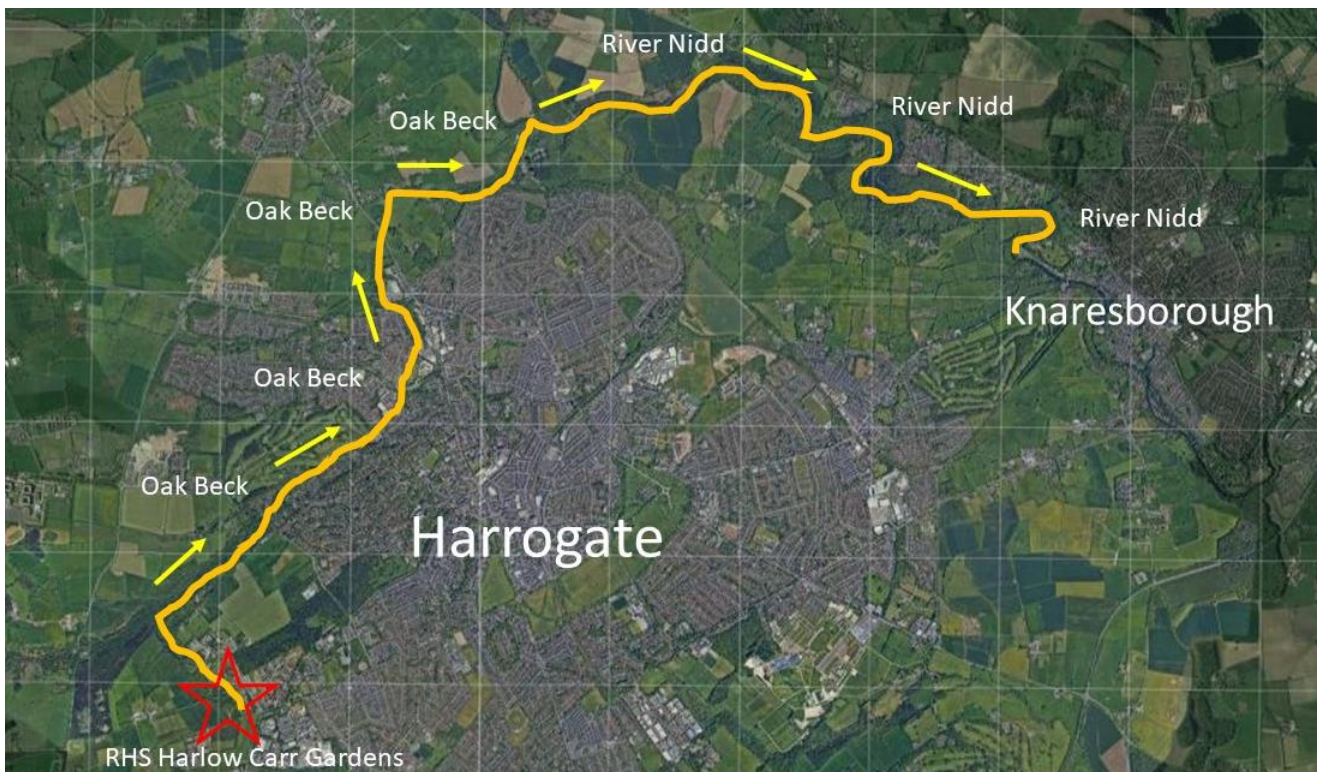 River Nidd
River Nidd
Oak Beck
Oak Beck
River Nidd
Knaresborough
Oak Beck
Oak Beck
Harrogate
RHS Harlow Carr Gardens